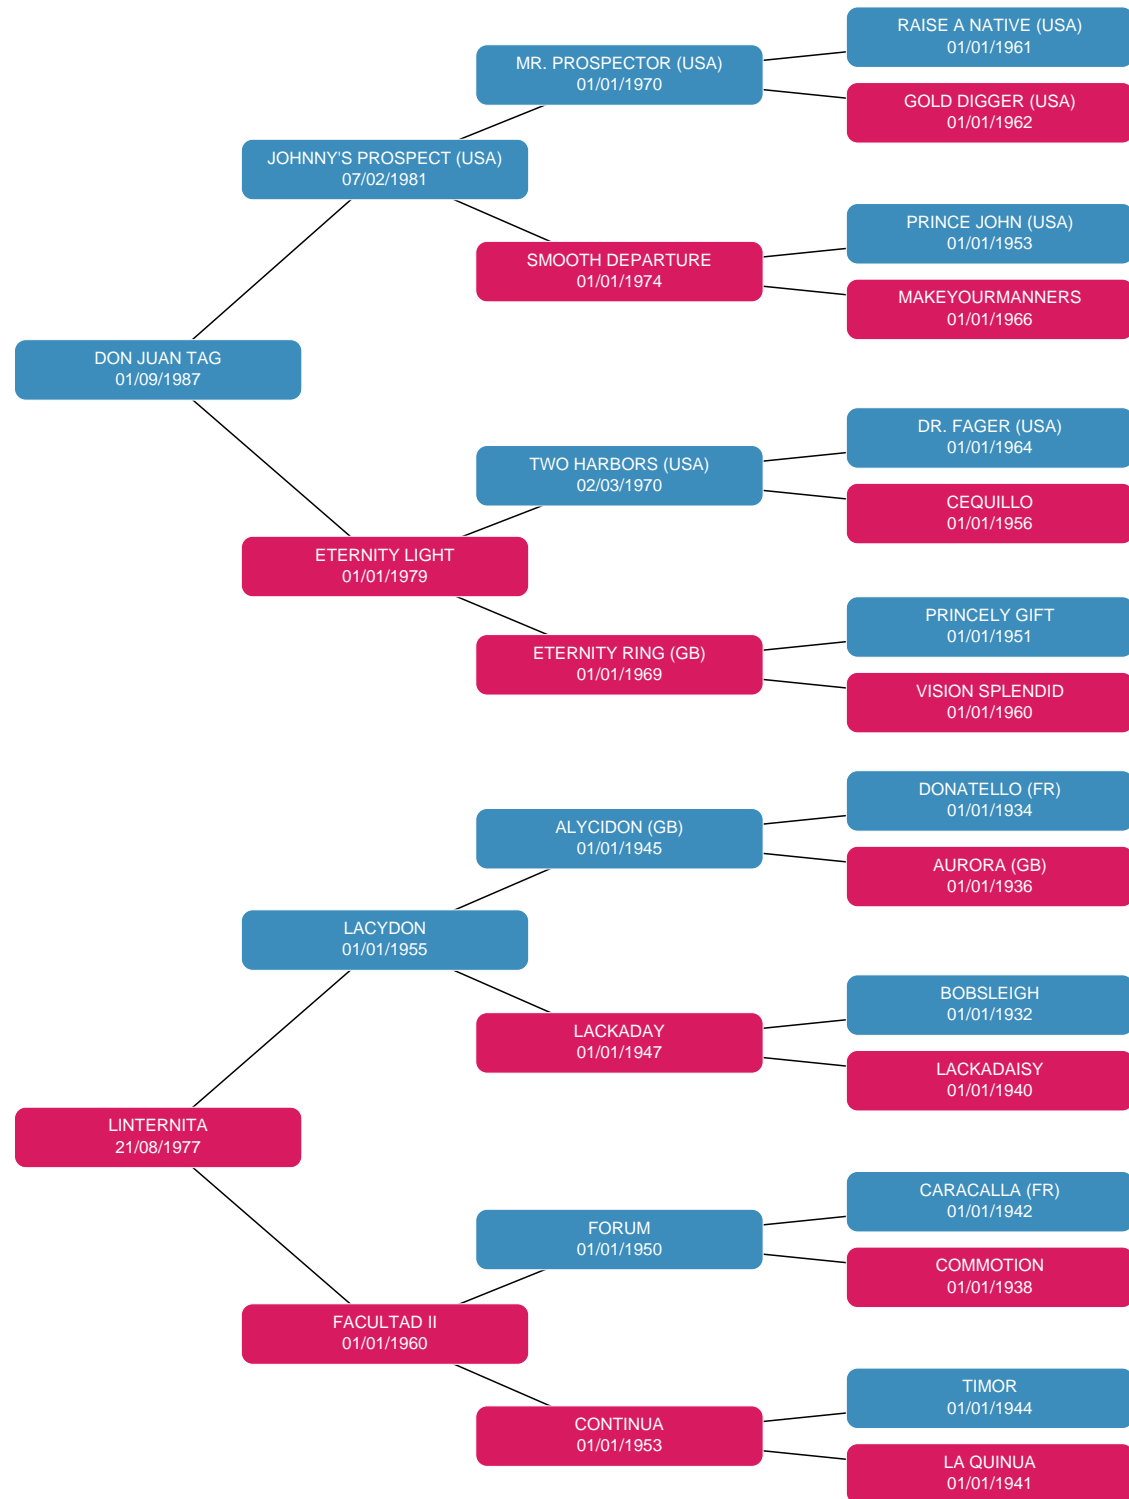 RAISE A NATIVE (USA)
01/01/1961
MR. PROSPECTOR (USA)
01/01/1970
GOLD DIGGER (USA)
01/01/1962
JOHNNY'S PROSPECT (USA)
07/02/1981
PRINCE JOHN (USA)
01/01/1953
SMOOTH DEPARTURE
01/01/1974
MAKEYOURMANNERS
01/01/1966
DON JUAN TAG
01/09/1987
DR. FAGER (USA)
01/01/1964
TWO HARBORS (USA)
02/03/1970
CEQUILLO
01/01/1956
ETERNITY LIGHT
01/01/1979
PRINCELY GIFT
01/01/1951
ETERNITY RING (GB)
01/01/1969
VISION SPLENDID
01/01/1960
DONATELLO (FR)
01/01/1934
ALYCIDON (GB)
01/01/1945
AURORA (GB)
01/01/1936
LACYDON
01/01/1955
BOBSLEIGH
01/01/1932
LACKADAY
01/01/1947
LACKADAISY
01/01/1940
LINTERNITA
21/08/1977
CARACALLA (FR)
01/01/1942
FORUM
01/01/1950
COMMOTION
01/01/1938
FACULTAD II
01/01/1960
TIMOR
01/01/1944
CONTINUA
01/01/1953
LA QUINUA
01/01/1941